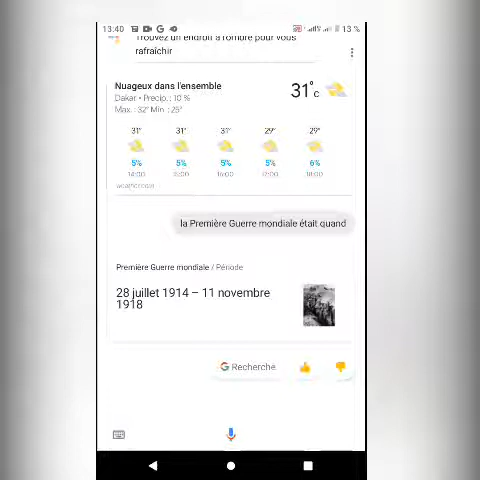 13:40 13 %
Trouvez un endroit à l'ombre pour vous
rafraîchir
Nuageux dans l'ensemble
Dakar • Précip. : 10 %
Max. : 32° Min. : 25°
31°C
31° 31° 31° 29° 29°
5% 5% 5% 5% 6%
14:00 15:00 16:00 17:00 18:00
weather.com
la Première Guerre mondiale était quand
Première Guerre mondiale / Période
28 juillet 1914 – 11 novembre
1918
G Recherche